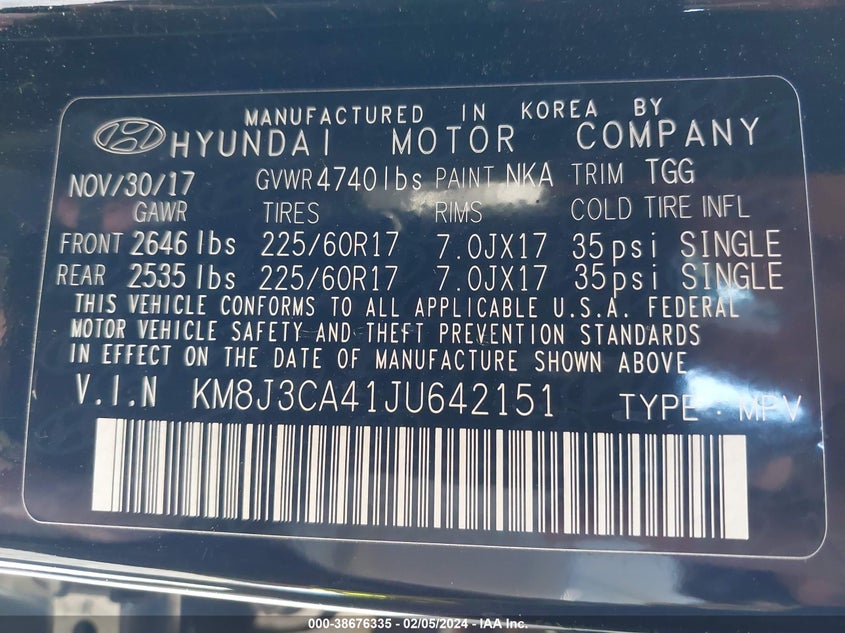 MANUFACTURED IN KOREA BY
HYUNDAI MOTOR COMPANY
NOV/30/17 GVWR 4740lbs PAINT NKA TRIM TGG
GAWR TIRES RIMS COLD TIRE INFL
FRONT 2646 lbs 225/60R17 7.0JX17 35psi SINGLE
REAR 2535 lbs 225/60R17 7.0JX17 35psi SINGLE
THIS VEHICLE CONFORMS TO ALL APPLICABLE U.S.A. FEDERAL
MOTOR VEHICLE SAFETY AND THEFT PREVENTION STANDARDS
IN EFFECT ON THE DATE OF MANUFACTURE SHOWN ABOVE.
V.I.N KM8J3CA41JU642151 TYPE : MPV
000-38676335 - 02/05/2024 - IAA Inc.